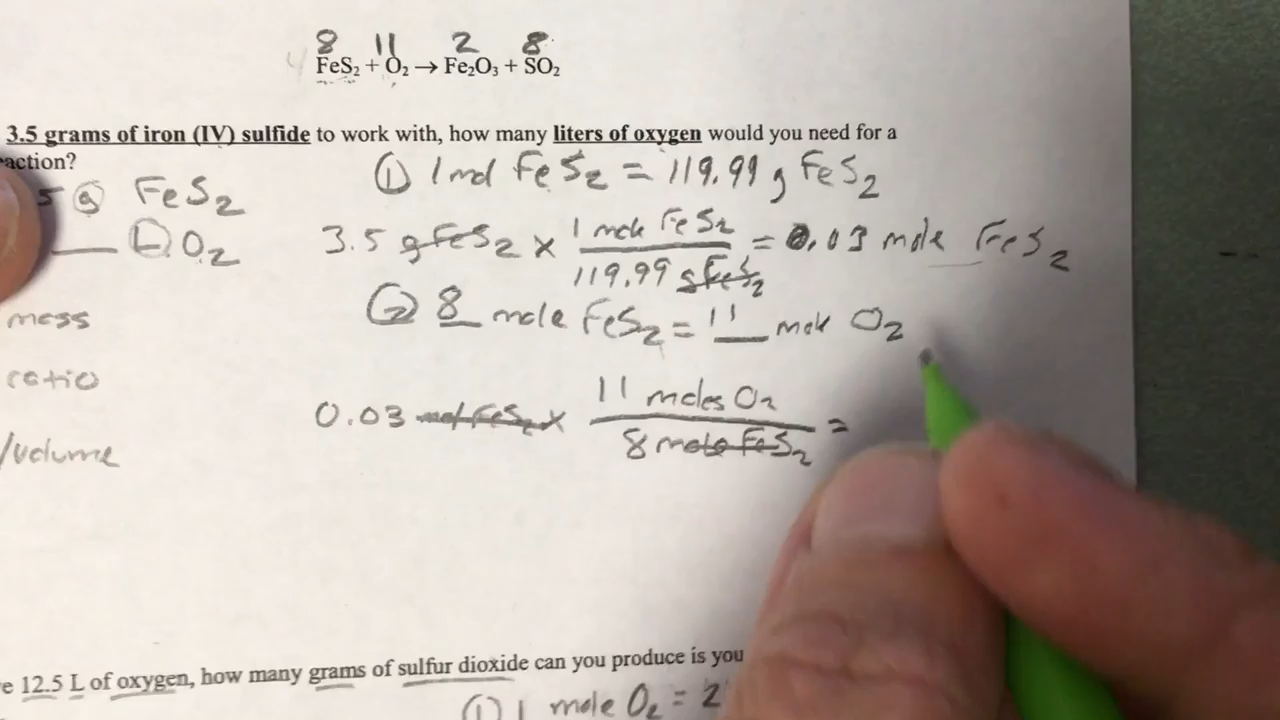 8 11 2 8
4 FeS₂ + O₂ → Fe₂O₃ + SO₂
3.5 grams of iron (IV) sulfide to work with, how many liters of oxygen would you need for a
eaction?
① 1 mol FeS₂ = 119.99 g FeS₂
5 g FeS₂
L O₂
3.5 g FeS₂ × 1 mole FeS₂ / 119.99 g FeS₂ = 0.03 mole FeS₂
② 8 mole FeS₂ = 11 mole O₂
mass
ratio
/volume
0.03 mol FeS₂ × 11 moles O₂ / 8 mole FeS₂ =
e 12.5 L of oxygen, how many grams of sulfur dioxide can you produce is you
① 1 mole O₂ = 2